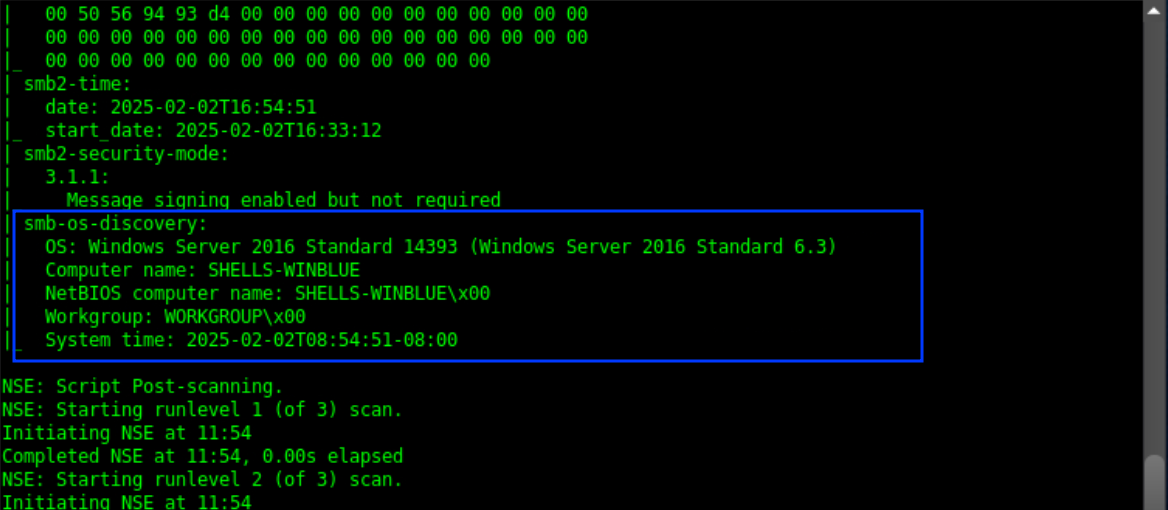 |   00 50 56 94 93 d4 00 00 00 00 00 00 00 00 00 00 00
|   00 00 00 00 00 00 00 00 00 00 00 00 00 00 00 00 00
|_  00 00 00 00 00 00 00 00 00 00 00 00 00 00
| smb2-time:
|   date: 2025-02-02T16:54:51
|_  start_date: 2025-02-02T16:33:12
| smb2-security-mode:
|   3.1.1:
|     Message signing enabled but not required
| smb-os-discovery:
|   OS: Windows Server 2016 Standard 14393 (Windows Server 2016 Standard 6.3)
|   Computer name: SHELLS-WINBLUE
|   NetBIOS computer name: SHELLS-WINBLUE\x00
|   Workgroup: WORKGROUP\x00
|_  System time: 2025-02-02T08:54:51-08:00
NSE: Script Post-scanning.
NSE: Starting runlevel 1 (of 3) scan.
Initiating NSE at 11:54
Completed NSE at 11:54, 0.00s elapsed
NSE: Starting runlevel 2 (of 3) scan.
Initiating NSE at 11:54